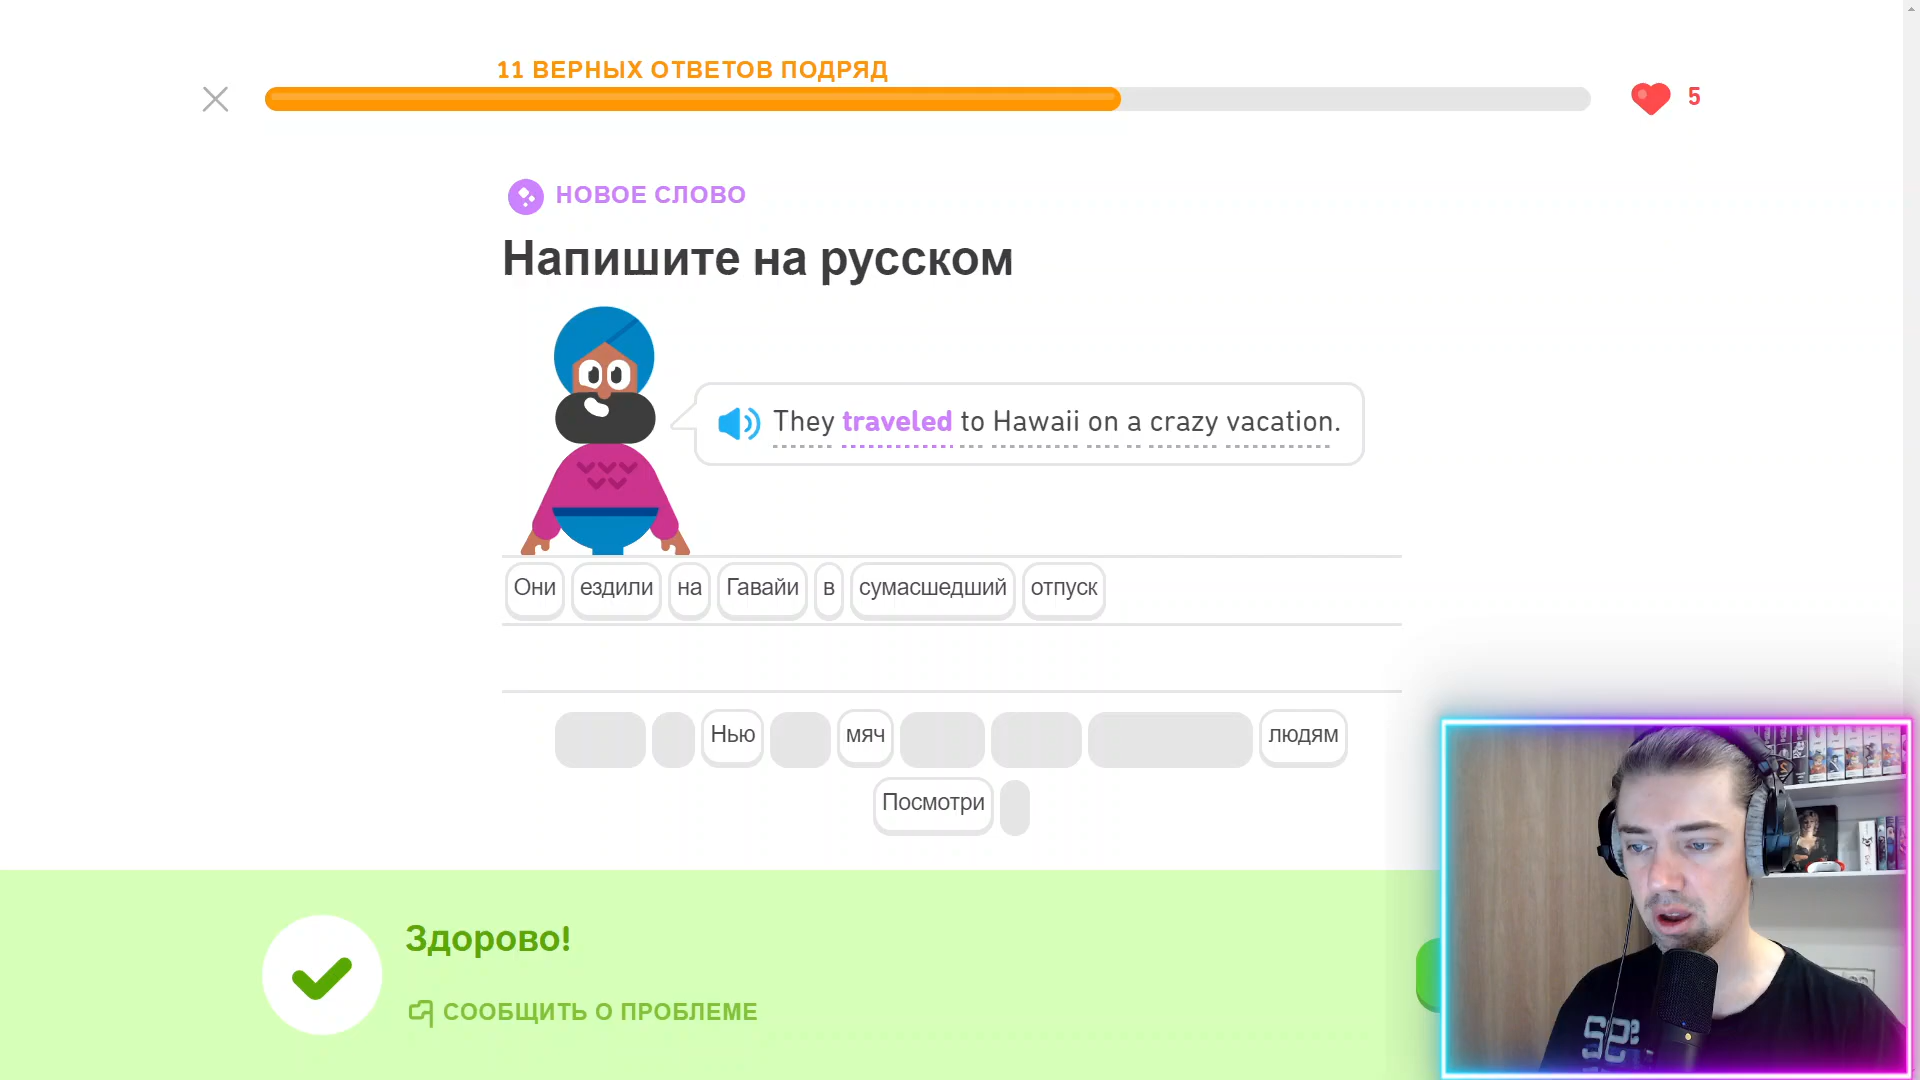 11 ВЕРНЫХ ОТВЕТОВ ПОДРЯД
5
НОВОЕ СЛОВО
Напишите на русском
They traveled to Hawaii on a crazy vacation.
Они ездили на Гавайи в сумасшедший отпуск
Нью мяч людям
Посмотри
Здорово!
СООБЩИТЬ О ПРОБЛЕМЕ